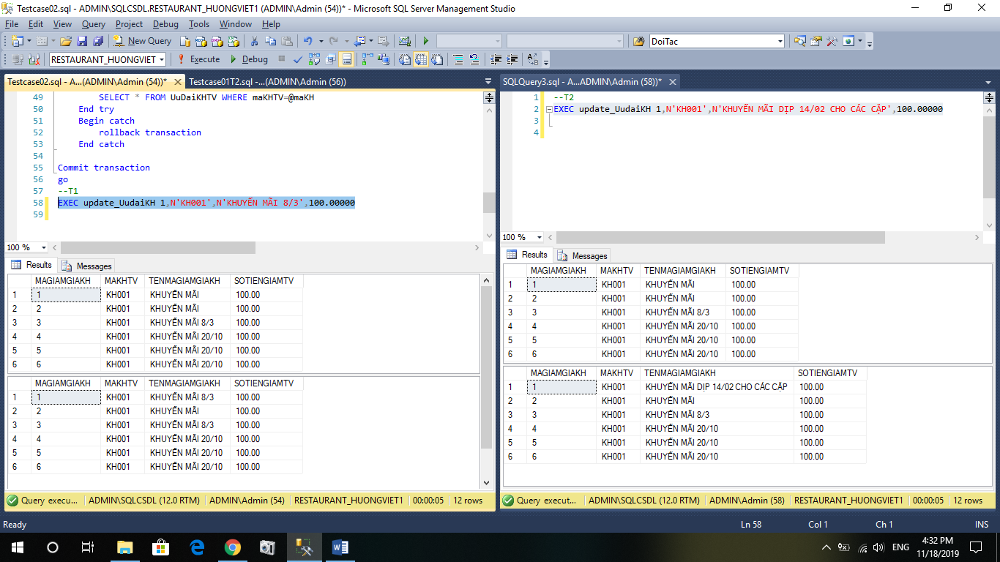 Testcase02.sql - ADMIN\SQLCSDL.RESTAURANT_HUONGVIET1 (ADMIN\Admin (54))* - Microsoft SQL Server Management Studio
File Edit View Query Project Debug Tools Window Help
New Query DoiTac
RESTAURANT_HUONGVIET Execute Debug
Testcase02.sql - A...(ADMIN\Admin (54))* Testcase01T2.sql -...(ADMIN\Admin (56))
49 SELECT * FROM UuDaiKHTV WHERE maKHTV=@maKH
50 End try
51 Begin catch
52 rollback transaction
53 End catch
54
55 Commit transaction
56 go
57 --T1
58 EXEC update_UudaiKH 1,N'KH001',N'KHUYẾN MÃI 8/3',100.00000
59
100 %
Results Messages
MAGIAMGIAKH MAKHTV TENMAGIAMGIAKH SOTIENGIAMTV
1 1 KH001 KHUYẾN MÃI 100.00
2 2 KH001 KHUYẾN MÃI 100.00
3 3 KH001 KHUYẾN MÃI 8/3 100.00
4 4 KH001 KHUYẾN MÃI 20/10 100.00
5 5 KH001 KHUYẾN MÃI 20/10 100.00
6 6 KH001 KHUYẾN MÃI 20/10 100.00
MAGIAMGIAKH MAKHTV TENMAGIAMGIAKH SOTIENGIAMTV
1 1 KH001 KHUYẾN MÃI 8/3 100.00
2 2 KH001 KHUYẾN MÃI 100.00
3 3 KH001 KHUYẾN MÃI 8/3 100.00
4 4 KH001 KHUYẾN MÃI 20/10 100.00
5 5 KH001 KHUYẾN MÃI 20/10 100.00
6 6 KH001 KHUYẾN MÃI 20/10 100.00
Query execu... ADMIN\SQLCSDL (12.0 RTM) ADMIN\Admin (54) RESTAURANT_HUONGVIET1 00:00:05 12 rows
SQLQuery3.sql - A...ADMIN\Admin (58))*
1 --T2
2 EXEC update_UudaiKH 1,N'KH001',N'KHUYẾN MÃI DỊP 14/02 CHO CÁC CẶP',100.00000
3
4
100 %
Results Messages
MAGIAMGIAKH MAKHTV TENMAGIAMGIAKH SOTIENGIAMTV
1 1 KH001 KHUYẾN MÃI 100.00
2 2 KH001 KHUYẾN MÃI 100.00
3 3 KH001 KHUYẾN MÃI 8/3 100.00
4 4 KH001 KHUYẾN MÃI 20/10 100.00
5 5 KH001 KHUYẾN MÃI 20/10 100.00
6 6 KH001 KHUYẾN MÃI 20/10 100.00
MAGIAMGIAKH MAKHTV TENMAGIAMGIAKH SOTIENGIAMTV
1 1 KH001 KHUYẾN MÃI DỊP 14/02 CHO CÁC CẶP 100.00
2 2 KH001 KHUYẾN MÃI 100.00
3 3 KH001 KHUYẾN MÃI 8/3 100.00
4 4 KH001 KHUYẾN MÃI 20/10 100.00
5 5 KH001 KHUYẾN MÃI 20/10 100.00
6 6 KH001 KHUYẾN MÃI 20/10 100.00
Query execut... ADMIN\SQLCSDL (12.0 RTM) ADMIN\Admin (58) RESTAURANT_HUONGVIET1 00:00:05 12 rows
Ready Ln 58 Col 1 Ch 1 INS
ENG 4:32 PM
11/18/2019